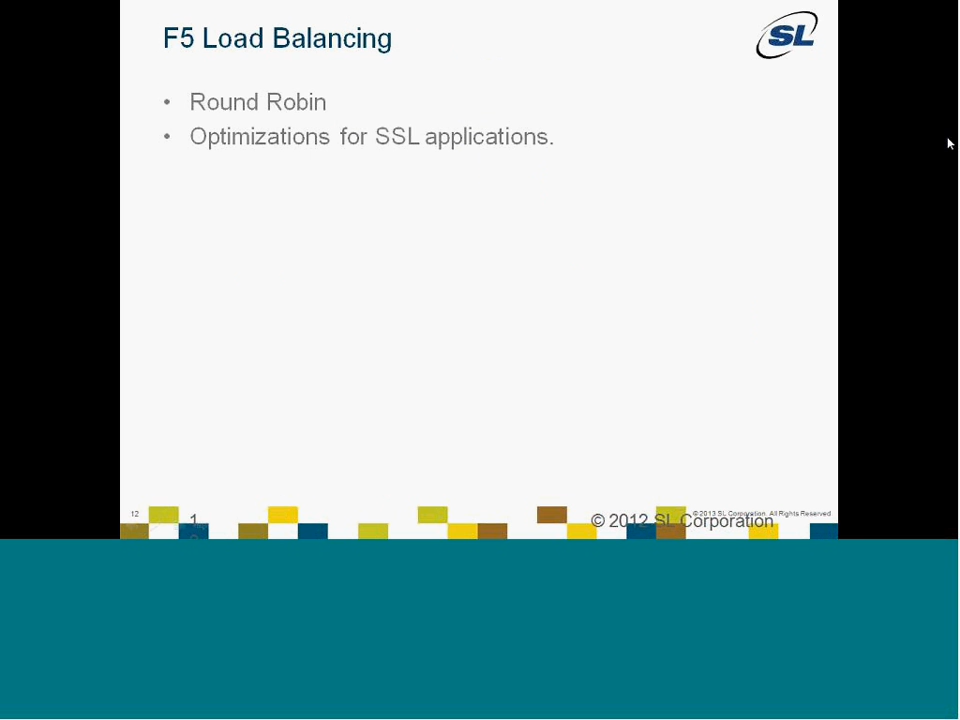 F5 Load Balancing
SL
• Round Robin
• Optimizations for SSL applications.
12
1
© 2012 SL Corporation
© 2013 SL Corporation. All Rights Reserved